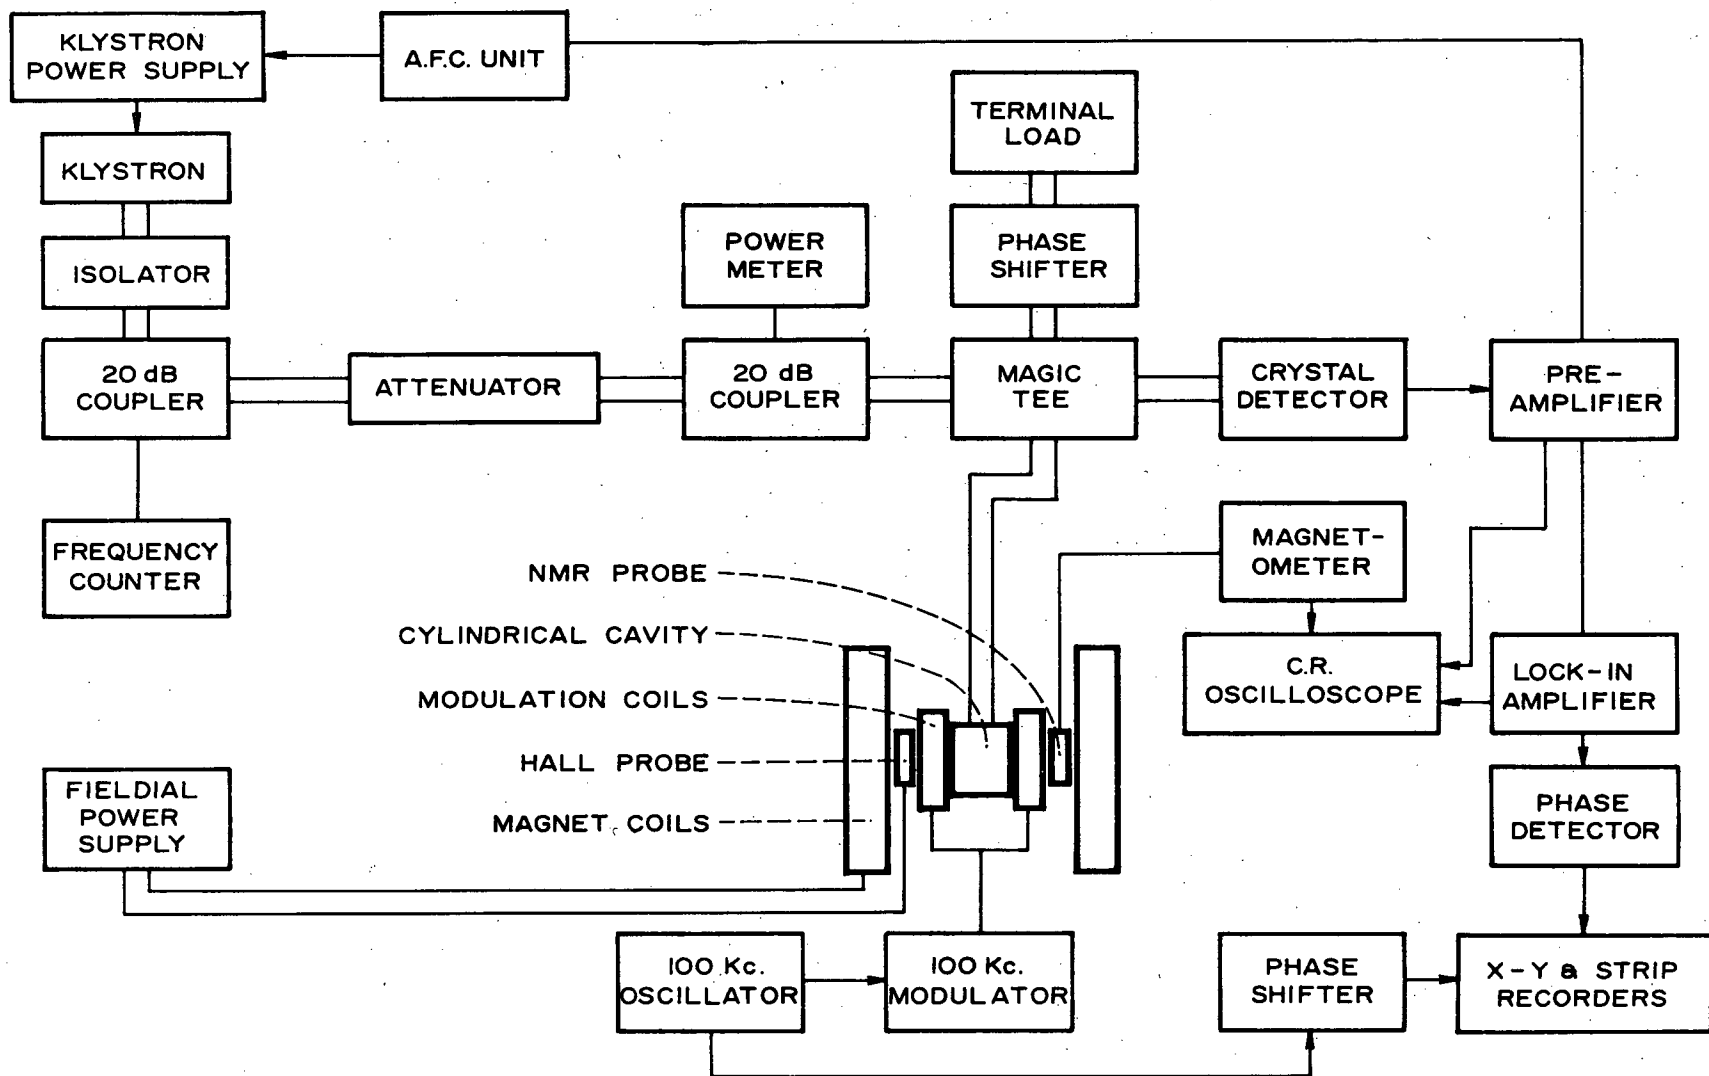 KLYSTRON
POWER SUPPLY
A.F.C. UNIT
TERMINAL
LOAD
KLYSTRON
POWER
METER
PHASE
SHIFTER
ISOLATOR
20 dB
COUPLER
ATTENUATOR
20 dB
COUPLER
MAGIC
TEE
CRYSTAL
DETECTOR
PRE-
AMPLIFIER
FREQUENCY
COUNTER
MAGNET-
OMETER
NMR PROBE
CYLINDRICAL CAVITY
MODULATION COILS
HALL PROBE
MAGNET COILS
C.R.
OSCILLOSCOPE
LOCK-IN
AMPLIFIER
FIELDIAL
POWER
SUPPLY
PHASE
DETECTOR
100 Kc.
OSCILLATOR
100 Kc.
MODULATOR
PHASE
SHIFTER
X-Y & STRIP
RECORDERS